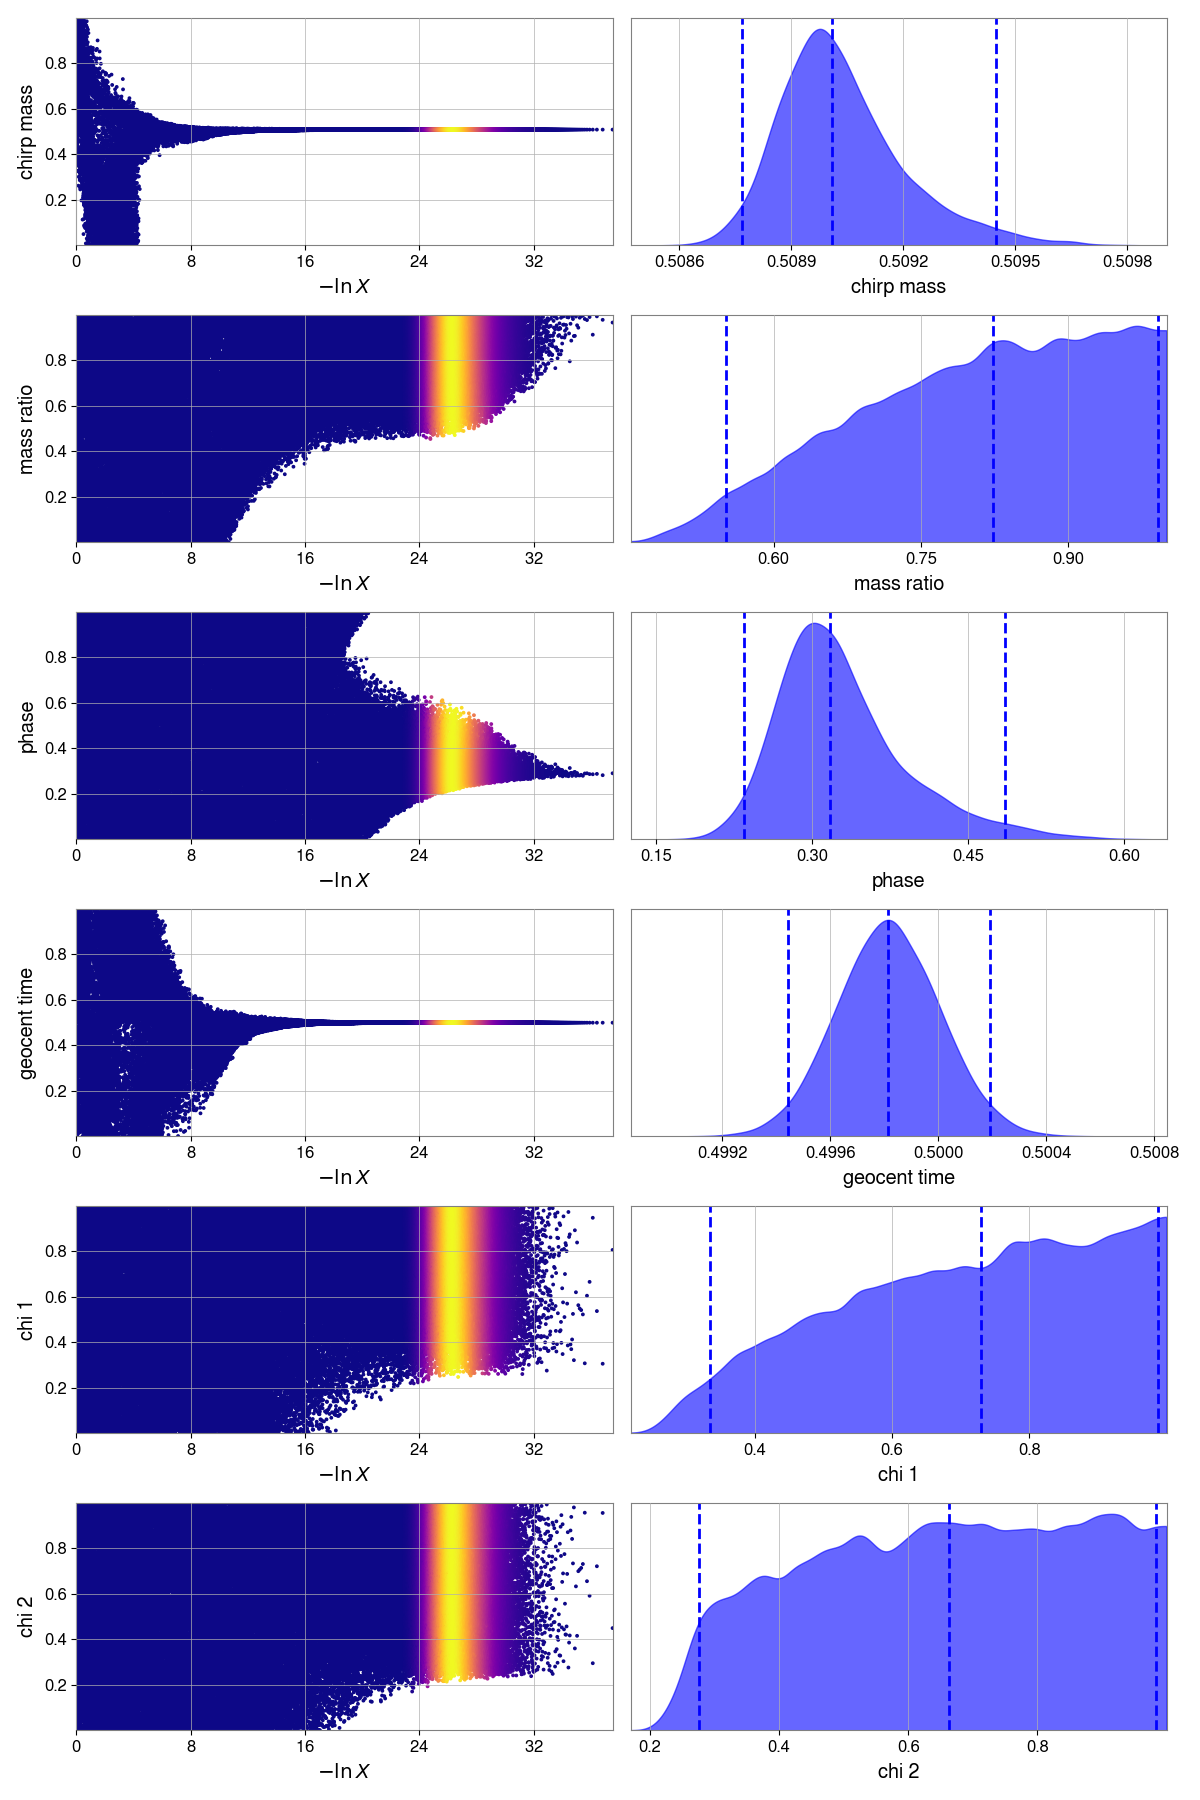 chirp mass
0.8
0.6
0.4
0.2
0 8 16 24 32
−ln X
0.5086 0.5089 0.5092 0.5095 0.5098
chirp mass
mass ratio
0.8
0.6
0.4
0.2
0 8 16 24 32
−ln X
0.60 0.75 0.90
mass ratio
phase
0.8
0.6
0.4
0.2
0 8 16 24 32
−ln X
0.15 0.30 0.45 0.60
phase
geocent time
0.8
0.6
0.4
0.2
0 8 16 24 32
−ln X
0.4992 0.4996 0.5000 0.5004 0.5008
geocent time
chi 1
0.8
0.6
0.4
0.2
0 8 16 24 32
−ln X
0.4 0.6 0.8
chi 1
chi 2
0.8
0.6
0.4
0.2
0 8 16 24 32
−ln X
0.2 0.4 0.6 0.8
chi 2